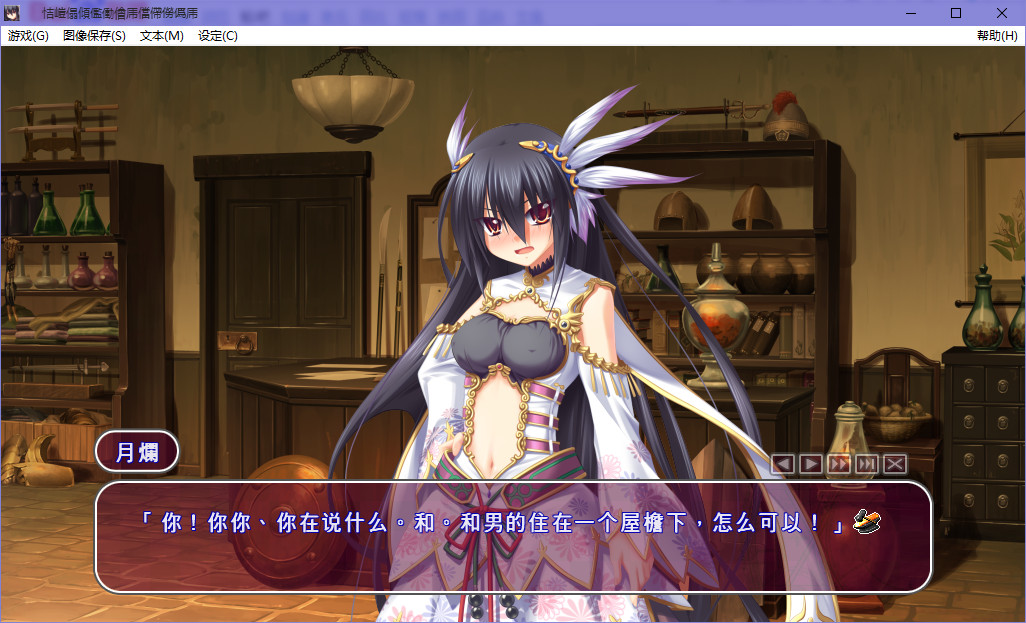 游戏(G) 图像保存(S) 文本(M) 设定(C) 帮助(H)
月爛
「 你！你你、你在说什么。和。和男的住在一个屋檐下，怎么可以！」